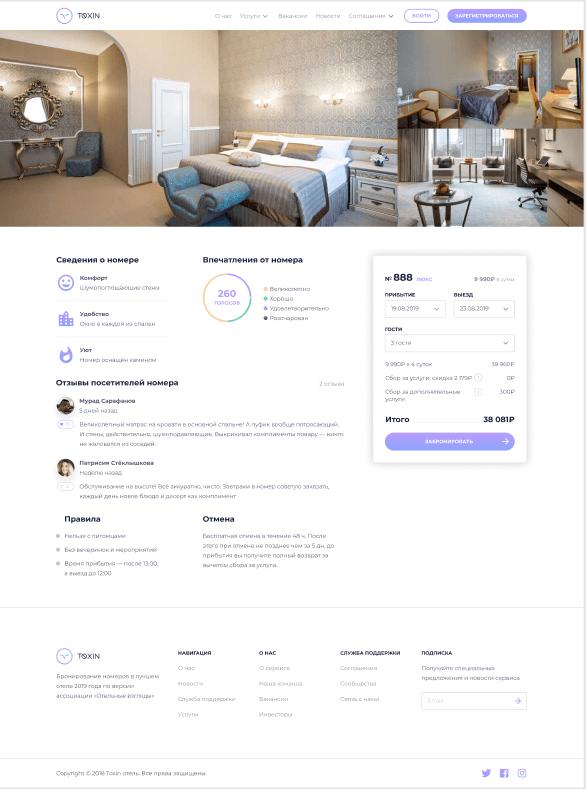 TOXIN
О нас Услуги Вакансии Новости Соглашения ВОЙТИ ЗАРЕГИСТРИРОВАТЬСЯ
Сведения о номере
Комфорт
Шумопоглощающие стены
Удобство
Окно в каждой из спален
Уют
Номер оснащён камином
Впечатления от номера
260
ГОЛОСОВ
Великолепно
Хорошо
Удовлетворительно
Разочарован
№ 888 ЛЮКС 9 990₽ в сутки
ПРИБЫТИЕ ВЫЕЗД
19.08.2019 23.08.2019
ГОСТИ
3 гостя
9 990₽ х 4 суток 39 960₽
Сбор за услуги: скидка 2 179₽ 0₽
Сбор за дополнительные 300₽
услуги
Итого 38 081₽
ЗАБРОНИРОВАТЬ
Отзывы посетителей номера 2 отзыва
Мурад Сарафанов
5 дней назад
Великолепный матрас на кровати в основной спальне! А пуфик вообще потрясающий.
И стены, действительно, шумоподавляющие. Выкрикивал комплименты повару — никто
не жаловался из соседей.
Патрисия Стёклышкова
Неделю назад
Обслуживание на высоте! Всё аккуратно, чисто. Завтраки в номер советую заказать,
каждый день новое блюдо и десерт как комплимент
Правила
Нельзя с питомцами
Без вечеринок и мероприятий
Время прибытия — после 13:00,
а выезд до 12:00
Отмена
Бесплатная отмена в течение 48 ч. После
этого при отмене не позднее чем за 5 дн. до
прибытия вы получите полный возврат за
вычетом сбора за услуги.
TOXIN
Бронирование номеров в лучшем
отеле 2019 года по версии
ассоциации «Отельные взгляды»
НАВИГАЦИЯ
О нас
Новости
Служба поддержки
Услуги
О НАС
О сервисе
Наша команда
Вакансии
Инвесторы
СЛУЖБА ПОДДЕРЖКИ
Соглашения
Сообщества
Связь с нами
ПОДПИСКА
Получайте специальные
предложения и новости сервиса
Email
Copyright © 2018 Toxin отель. Все права защищены.